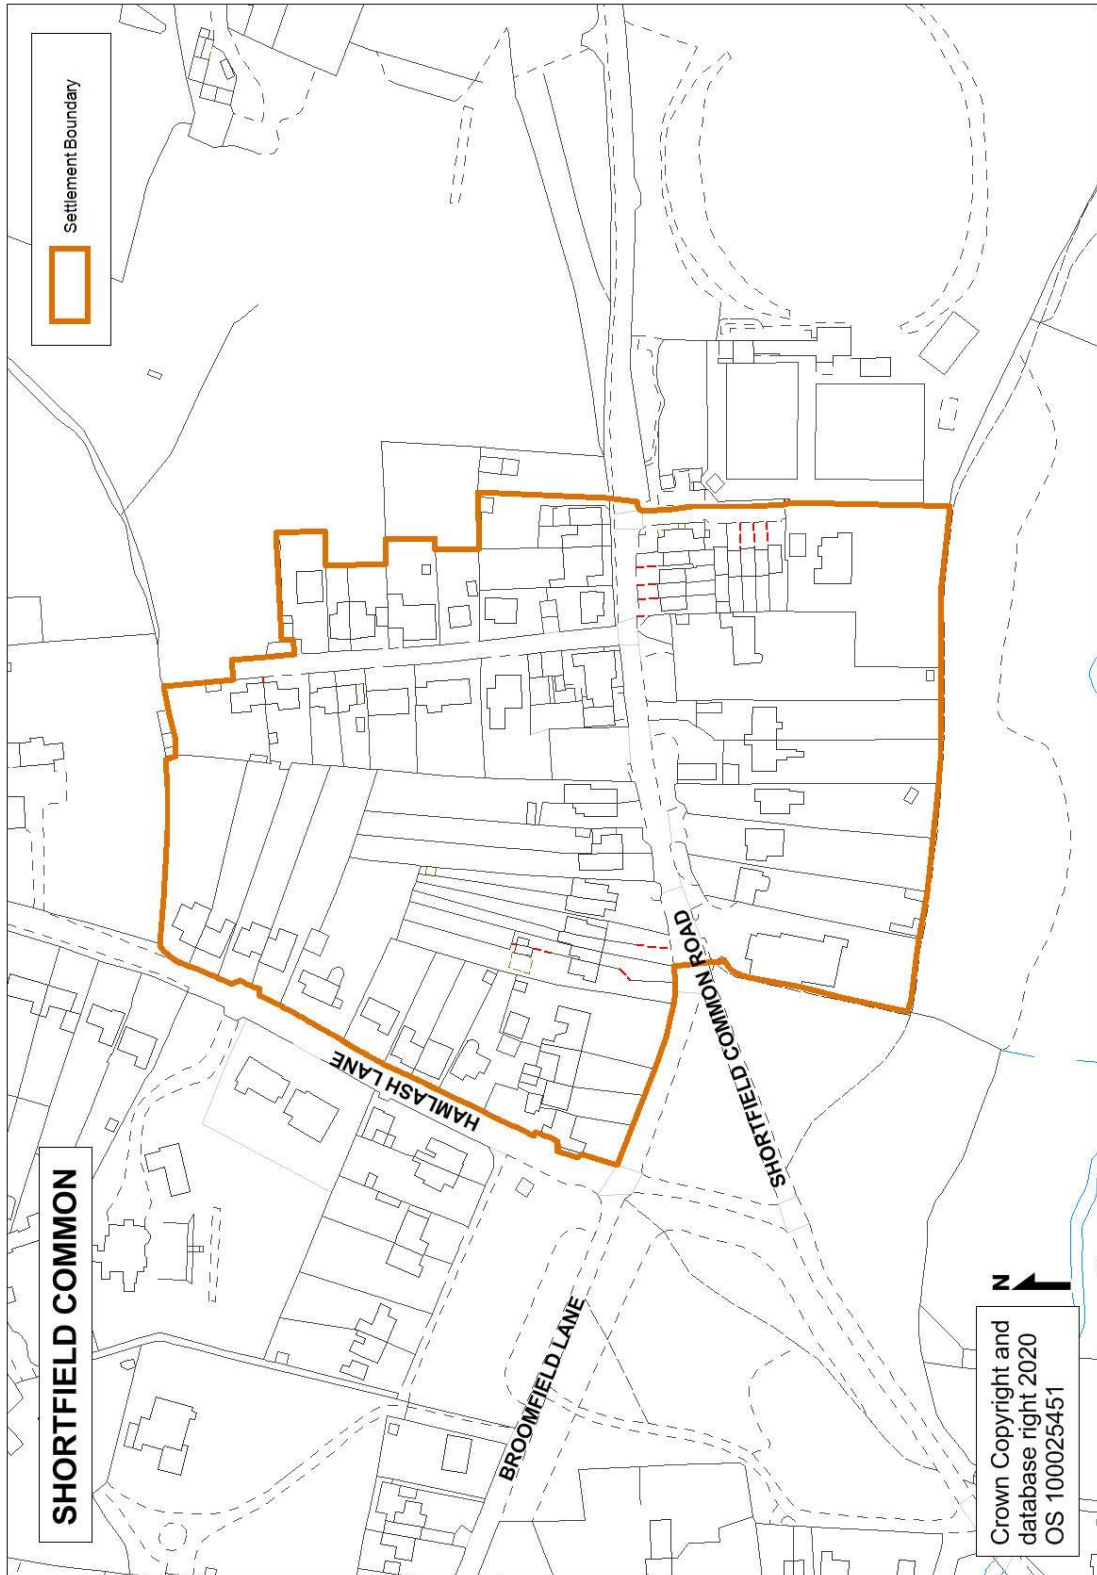 SHORTFIELD COMMON
Settlement Boundary
HAMLASH LANE
SHORTFIELD COMMON ROAD
BROOMFIELD LANE
N
Crown Copyright and
database right 2020
OS 100025451